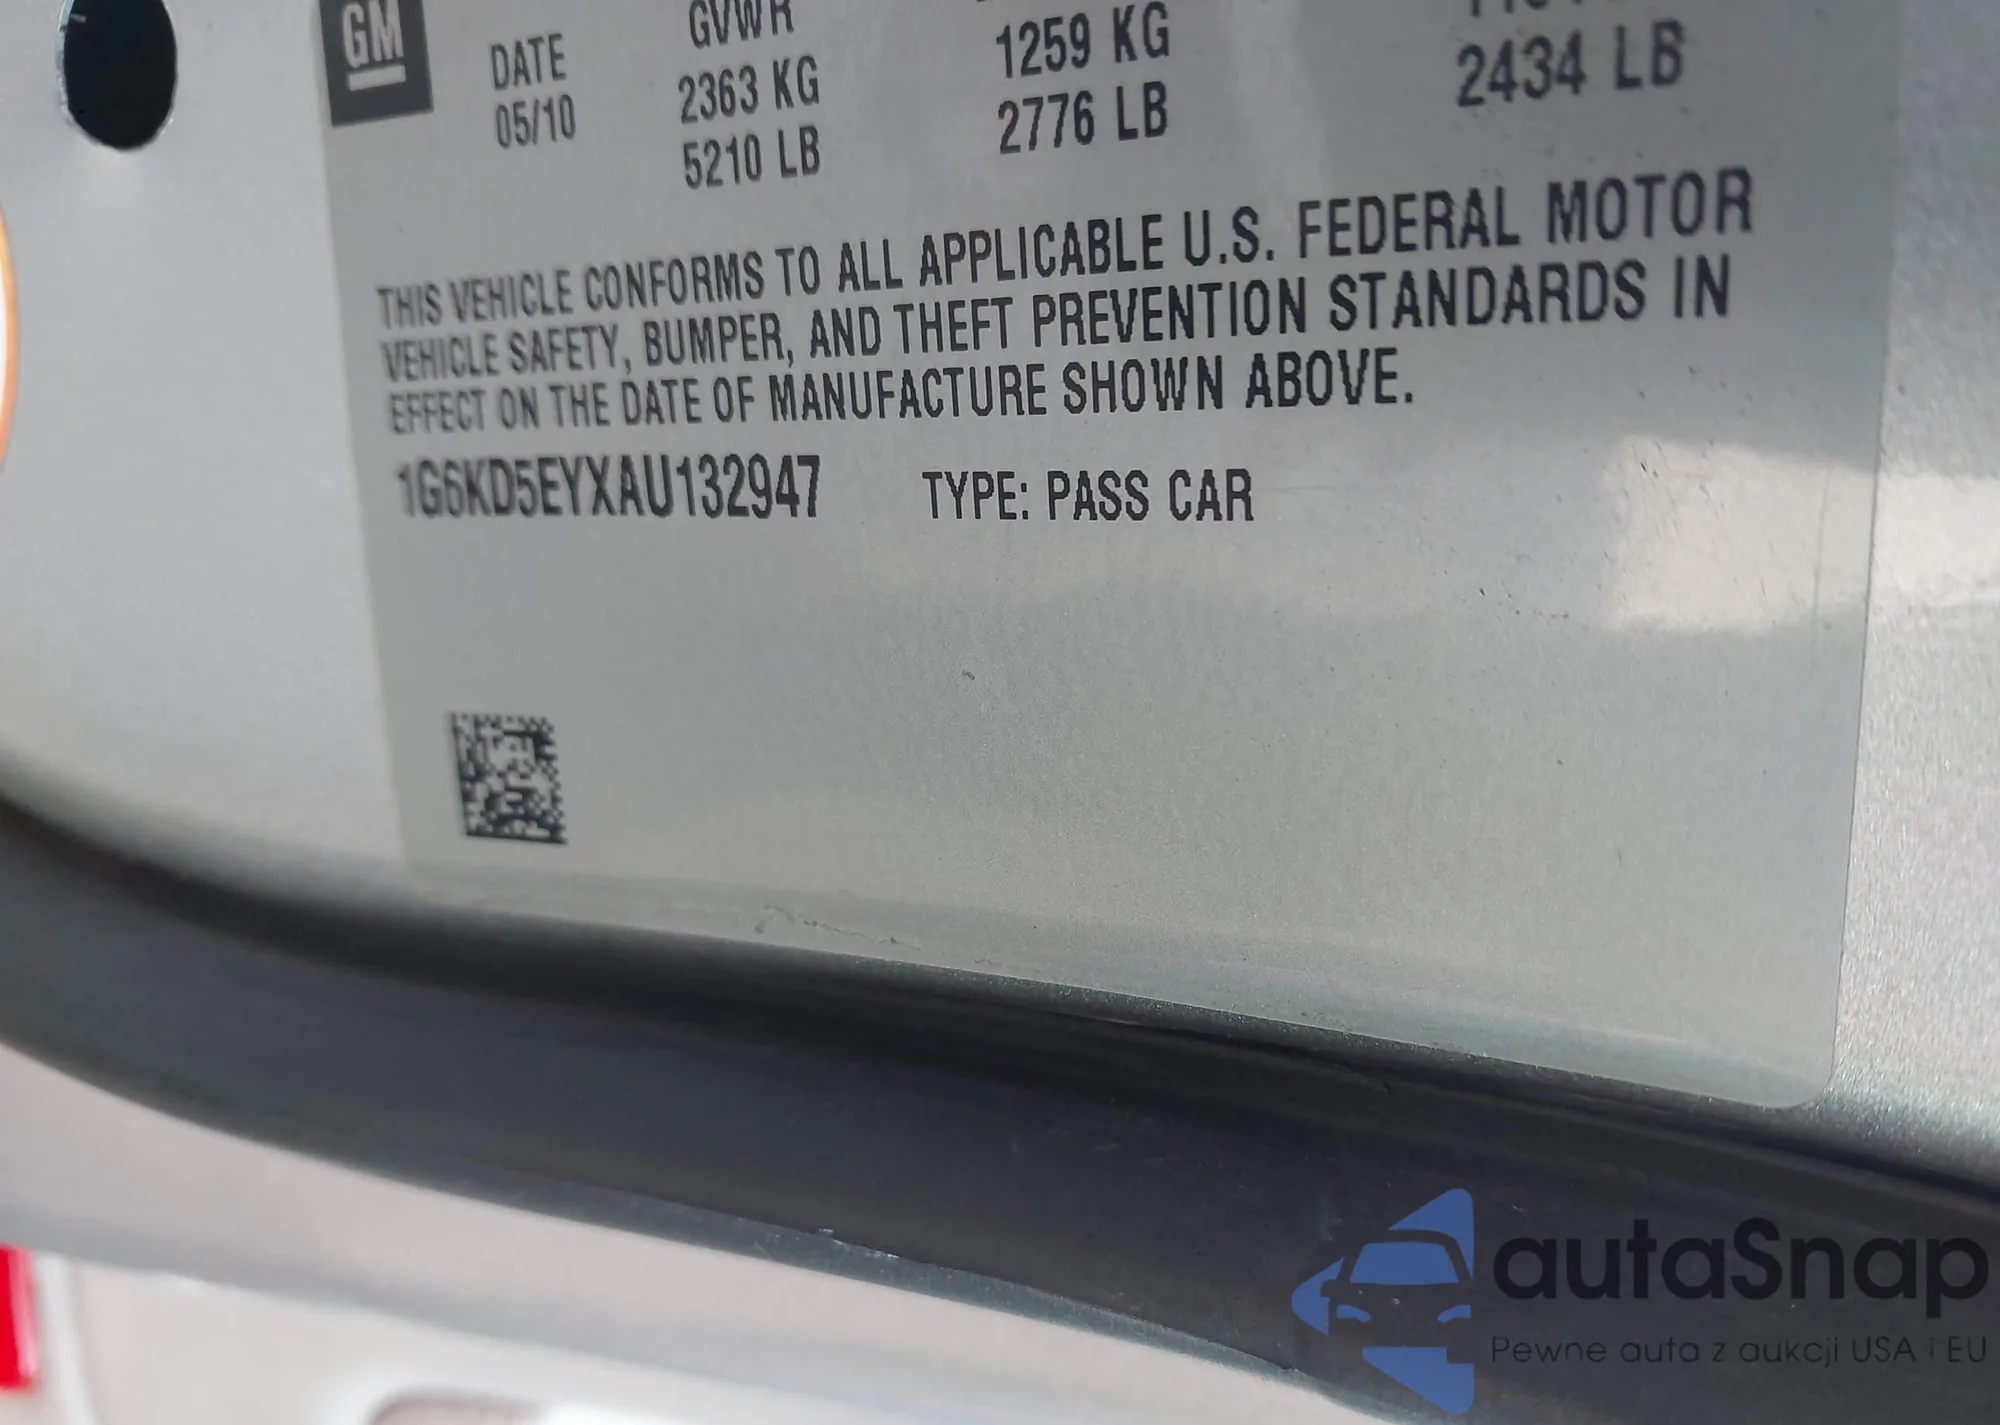 GM
DATE
05/10
GVWR
2363 KG
5210 LB
1259 KG
2776 LB
2434 LB
THIS VEHICLE CONFORMS TO ALL APPLICABLE U.S. FEDERAL MOTOR
VEHICLE SAFETY, BUMPER, AND THEFT PREVENTION STANDARDS IN
EFFECT ON THE DATE OF MANUFACTURE SHOWN ABOVE.
1G6KD5EYXAU132947 TYPE: PASS CAR
autaSnap
Pewne auta z aukcji USA i EU